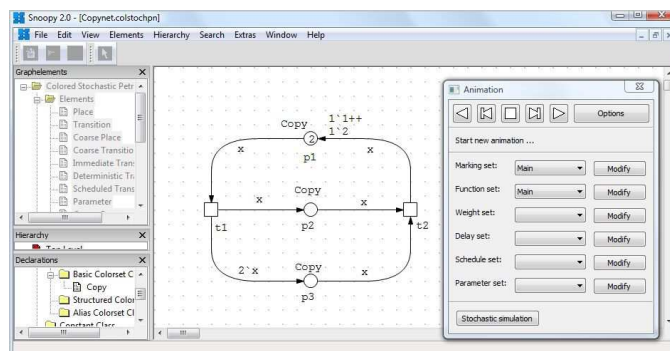 Snoopy 2.0 - [Copynet.colstochpn]
File Edit View Elements Hierarchy Search Extras Window Help
Graphelements
Colored Stochastic Petr
Elements
Place
Transition
Coarse Place
Coarse Transitio
Immediate Tran
Deterministic Tr
Scheduled Trans
Parameter
Hierarchy
Declarations
Basic Colorset C
Copy
Structured Color
Alias Colorset Cl
Constant Class
Copy
1`1++
1`2
2
p1
x
x
Copy
x
x
t1
p2
t2
Copy
2`x
x
p3
Animation
Options
Start new animation ...
Marking set: Main Modify
Function set: Main Modify
Weight set: Modify
Delay set: Modify
Schedule set: Modify
Parameter set: Modify
Stochastic simulation